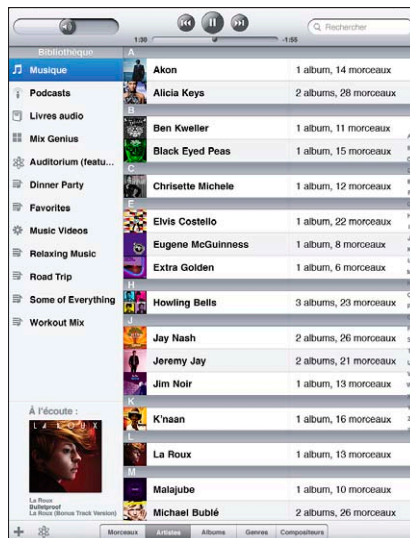 Rechercher
1:30
-1:56
Bibliothèque
Musique
Podcasts
Livres audio
Mix Genius
Auditorium (featu...
Dinner Party
Favorites
Music Videos
Relaxing Music
Road Trip
Some of Everything
Workout Mix
À l'écoute :
LA ROUX
La Roux
Bulletproof
La Roux (Bonus Track Version)
A
Akon 1 album, 14 morceaux
Alicia Keys 2 albums, 28 morceaux
B
Ben Kweller 1 album, 11 morceaux
Black Eyed Peas 1 album, 15 morceaux
C
Chrisette Michele 1 album, 12 morceaux
E
Elvis Costello 1 album, 22 morceaux
Eugene McGuinness 1 album, 8 morceaux
Extra Golden 1 album, 6 morceaux
H
Howling Bells 3 albums, 23 morceaux
J
Jay Nash 2 albums, 26 morceaux
Jeremy Jay 2 albums, 21 morceaux
Jim Noir 1 album, 13 morceaux
K
K'naan 1 album, 16 morceaux
L
La Roux 1 album, 13 morceaux
M
Malajube 1 album, 10 morceaux
Michael Bublé 2 albums, 26 morceaux
Morceaux Artistes Albums Genres Compositeurs